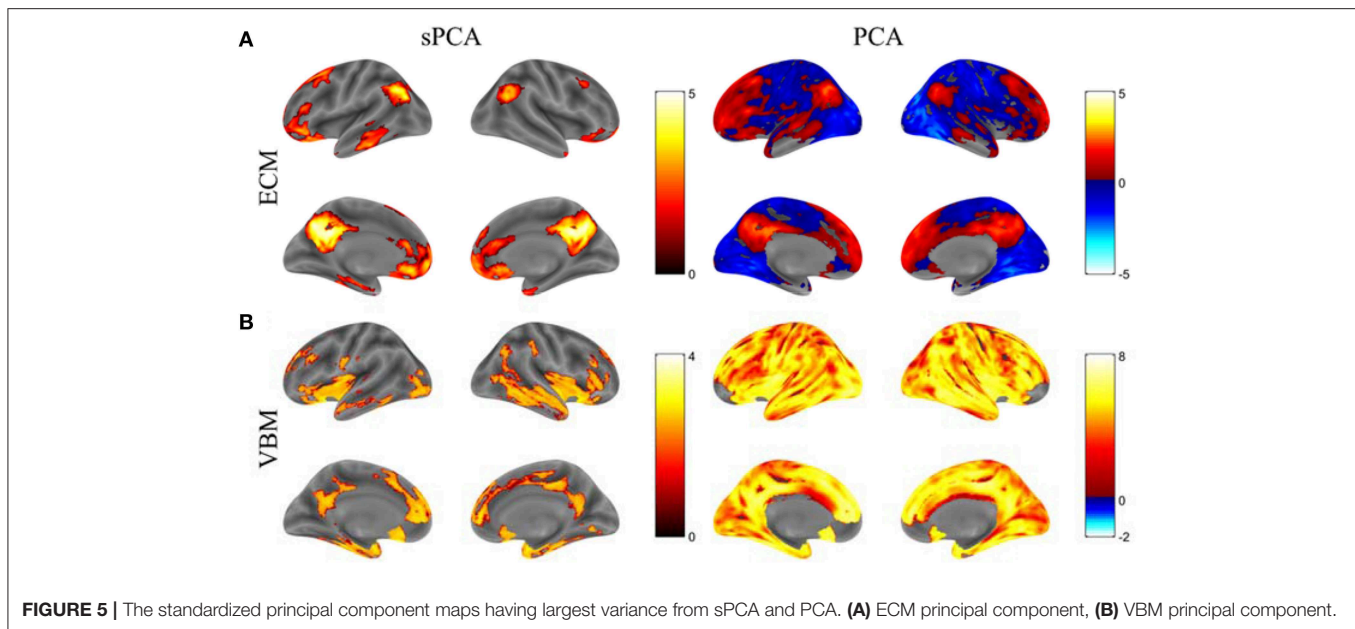 A
sPCA
PCA
ECM
5
0
5
0
-5
B
VBM
4
0
8
0
-2
FIGURE 5 | The standardized principal component maps having largest variance from sPCA and PCA. (A) ECM principal component, (B) VBM principal component.